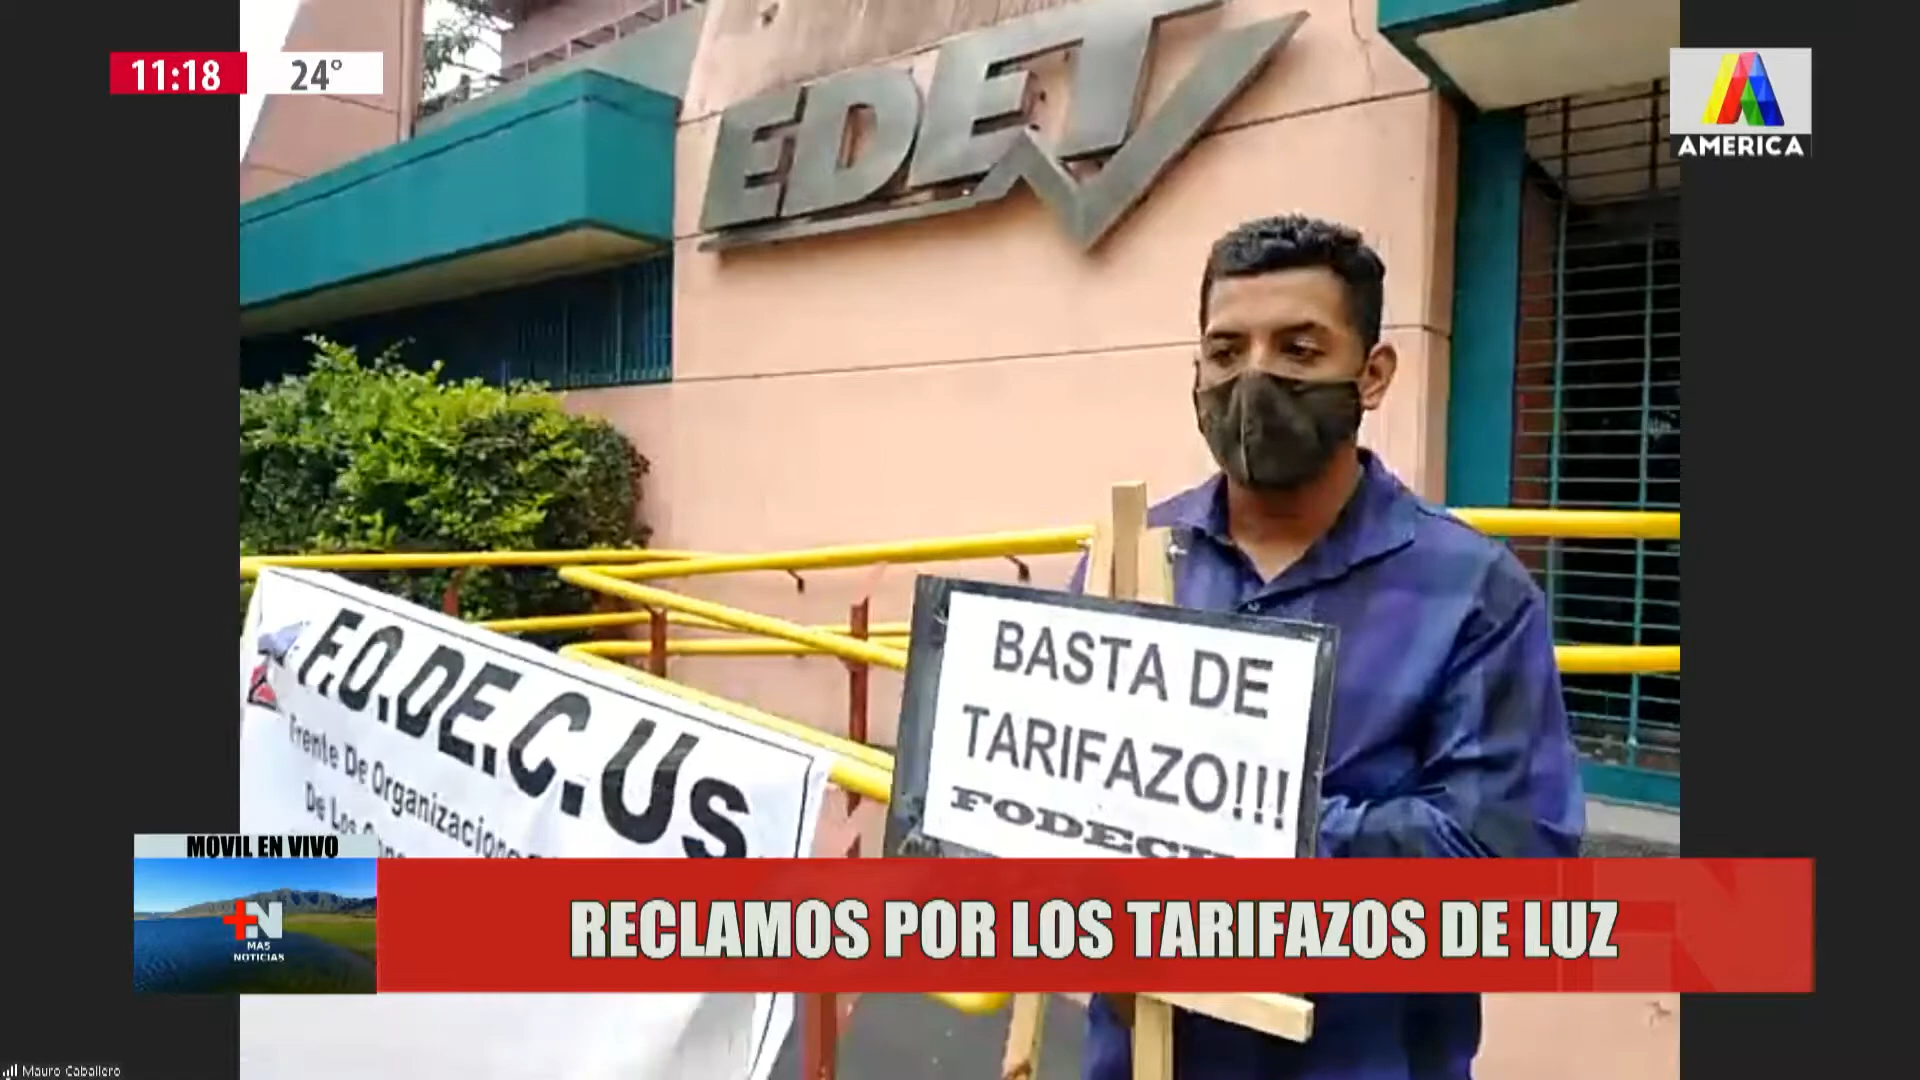 11:18 24°
AMERICA
EDET
F.O.DE.C.Us
Frente De Organizaciones
De Los
BASTA DE
TARIFAZO!!!
MOVIL EN VIVO
+N
MAS
NOTICIAS
RECLAMOS POR LOS TARIFAZOS DE LUZ
Mauro Caballero